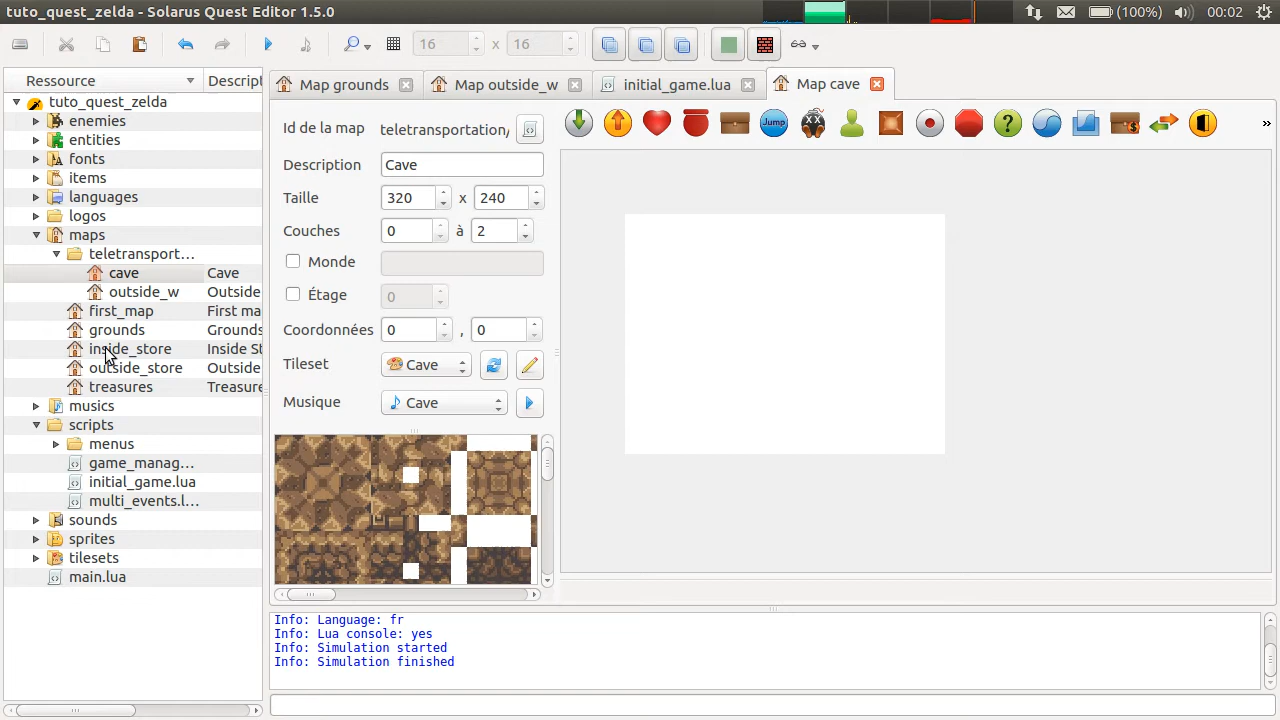 tuto_quest_zelda - Solarus Quest Editor 1.5.0
(100%)
00:02
16 x 16
Ressource
Descript
Map grounds
Map outside_w
initial_game.lua
Map cave
tuto_quest_zelda
enemies
entities
fonts
items
languages
logos
maps
teletransport...
cave Cave
outside_w Outside
first_map First ma
grounds Grounds
inside_store Inside St
outside_store Outside
treasures Treasure
musics
scripts
menus
game_manag...
initial_game.lua
multi_events.l...
sounds
sprites
tilesets
main.lua
Id de la map teletransportation/
Description Cave
Taille 320 x 240
Couches 0 à 2
Monde
Étage 0
Coordonnées 0 , 0
Tileset Cave
Musique Cave
Jump
?
$
»
Info: Language: fr
Info: Lua console: yes
Info: Simulation started
Info: Simulation finished